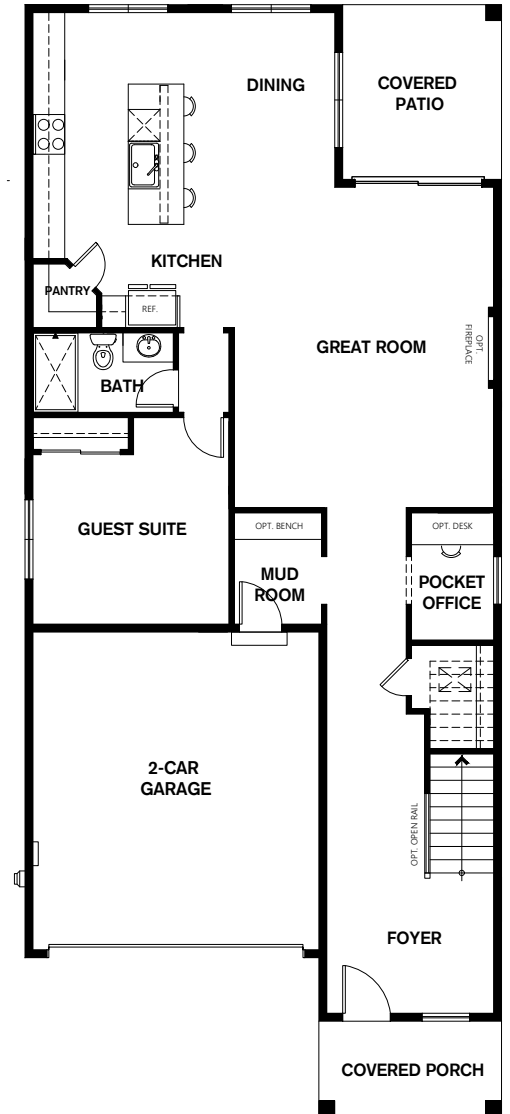 DINING
COVERED
PATIO
KITCHEN
PANTRY
REF.
GREAT ROOM
OPT.
FIREPLACE
BATH
GUEST SUITE
OPT. BENCH
MUD
ROOM
OPT. DESK
POCKET
OFFICE
2-CAR
GARAGE
OPT. OPEN RAIL
FOYER
COVERED PORCH